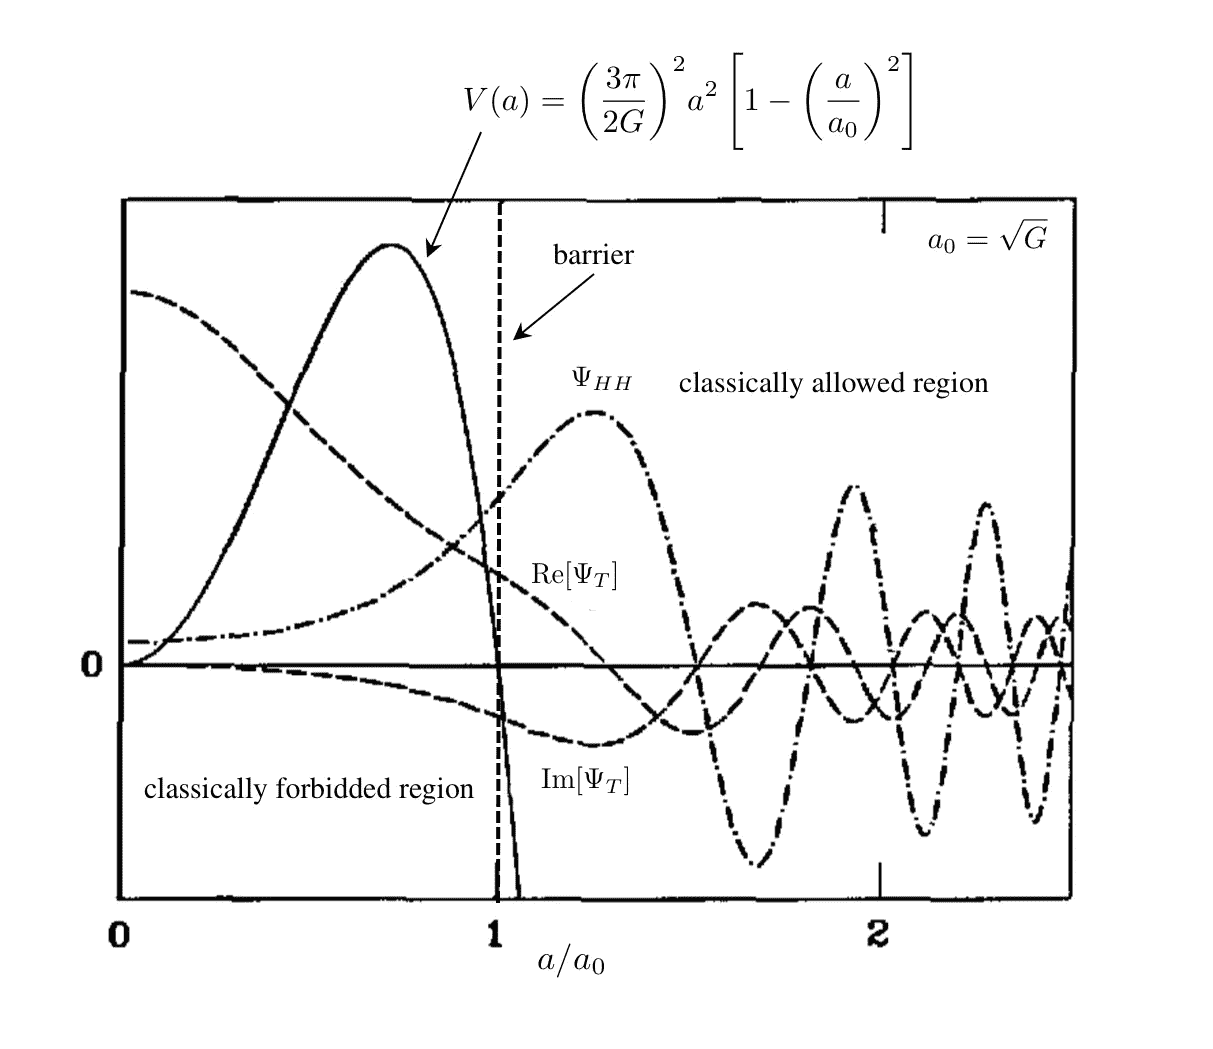 V(a) = (3π/2G)² a² [1 − (a/a₀)²]
a₀ = √G
barrier
Ψ_HH
classically allowed region
Re[Ψ_T]
0
Im[Ψ_T]
classically forbidden region
0 1 2
a/a₀